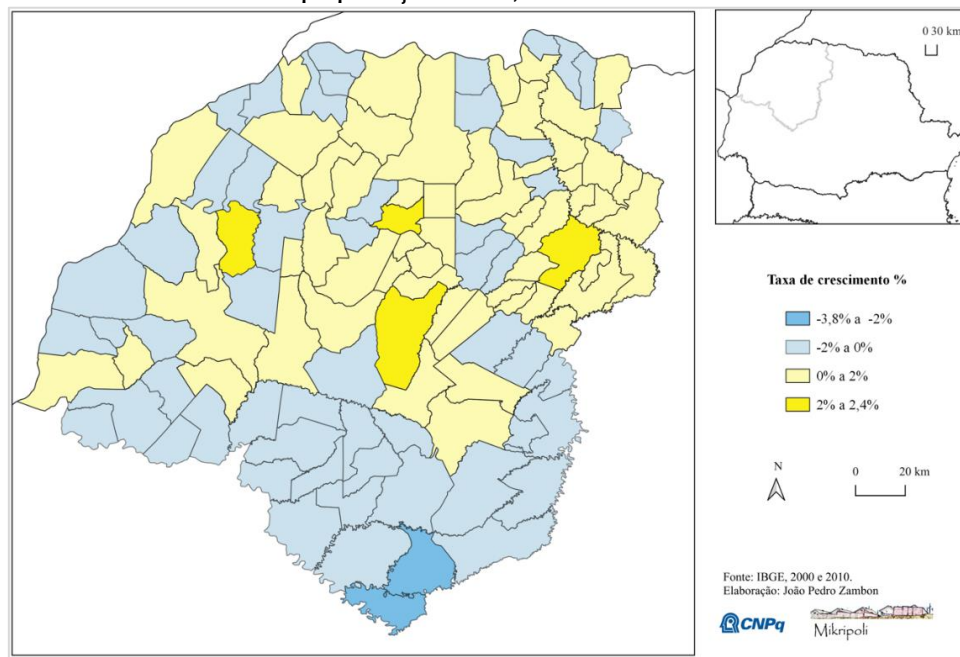 0 30 km
Taxa de crescimento %
-3,8% a -2%
-2% a 0%
0% a 2%
2% a 2,4%
N
0 20 km
Fonte: IBGE, 2000 e 2010.
Elaboração: João Pedro Zambon
CNPq
Mikripoli